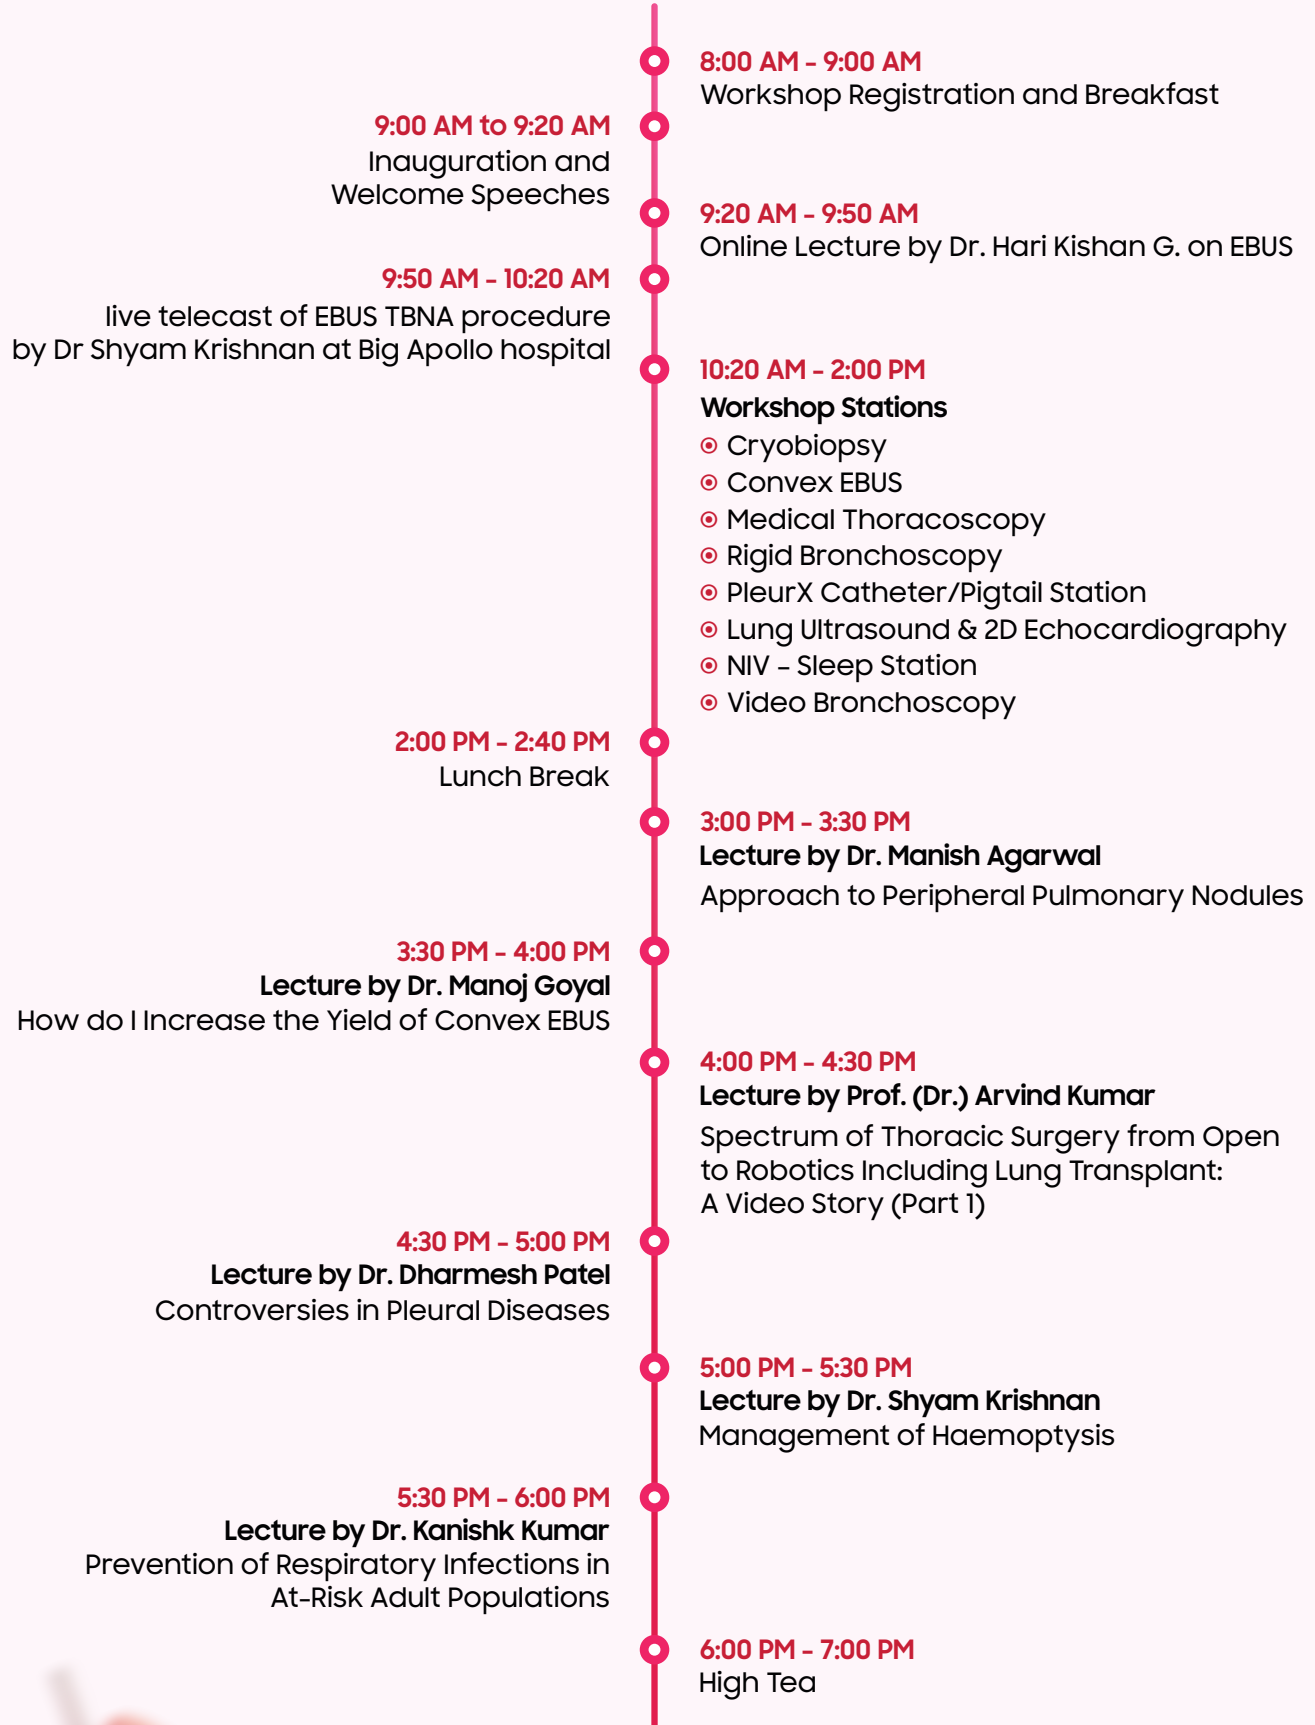 8:00 AM - 9:00 AM
Workshop Registration and Breakfast
9:00 AM to 9:20 AM
Inauguration and
Welcome Speeches
9:20 AM - 9:50 AM
Online Lecture by Dr. Hari Kishan G. on EBUS
9:50 AM - 10:20 AM
live telecast of EBUS TBNA procedure
by Dr Shyam Krishnan at Big Apollo hospital
10:20 AM - 2:00 PM
Workshop Stations
Cryobiopsy
Convex EBUS
Medical Thoracoscopy
Rigid Bronchoscopy
PleurX Catheter/Pigtail Station
Lung Ultrasound & 2D Echocardiography
NIV - Sleep Station
Video Bronchoscopy
2:00 PM - 2:40 PM
Lunch Break
3:00 PM - 3:30 PM
Lecture by Dr. Manish Agarwal
Approach to Peripheral Pulmonary Nodules
3:30 PM - 4:00 PM
Lecture by Dr. Manoj Goyal
How do I Increase the Yield of Convex EBUS
4:00 PM - 4:30 PM
Lecture by Prof. (Dr.) Arvind Kumar
Spectrum of Thoracic Surgery from Open
to Robotics Including Lung Transplant:
A Video Story (Part 1)
4:30 PM - 5:00 PM
Lecture by Dr. Dharmesh Patel
Controversies in Pleural Diseases
5:00 PM - 5:30 PM
Lecture by Dr. Shyam Krishnan
Management of Haemoptysis
5:30 PM - 6:00 PM
Lecture by Dr. Kanishk Kumar
Prevention of Respiratory Infections in
At-Risk Adult Populations
6:00 PM - 7:00 PM
High Tea